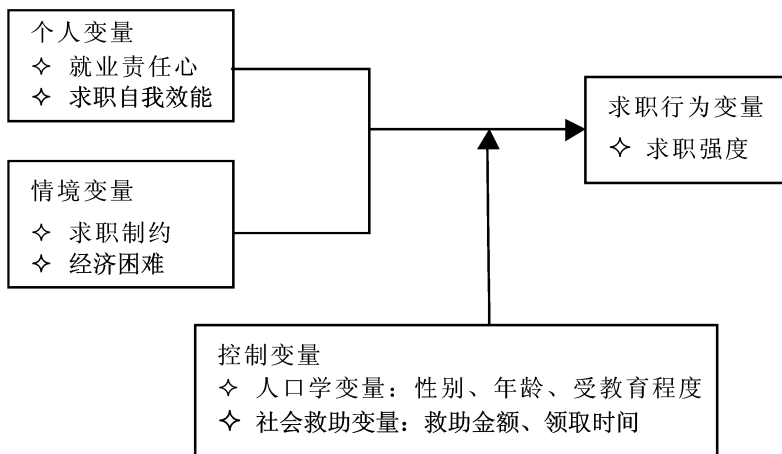 个人变量
✧ 就业责任心
✧ 求职自我效能
情境变量
✧ 求职制约
✧ 经济困难
求职行为变量
✧ 求职强度
控制变量
✧ 人口学变量：性别、年龄、受教育程度
✧ 社会救助变量：救助金额、领取时间